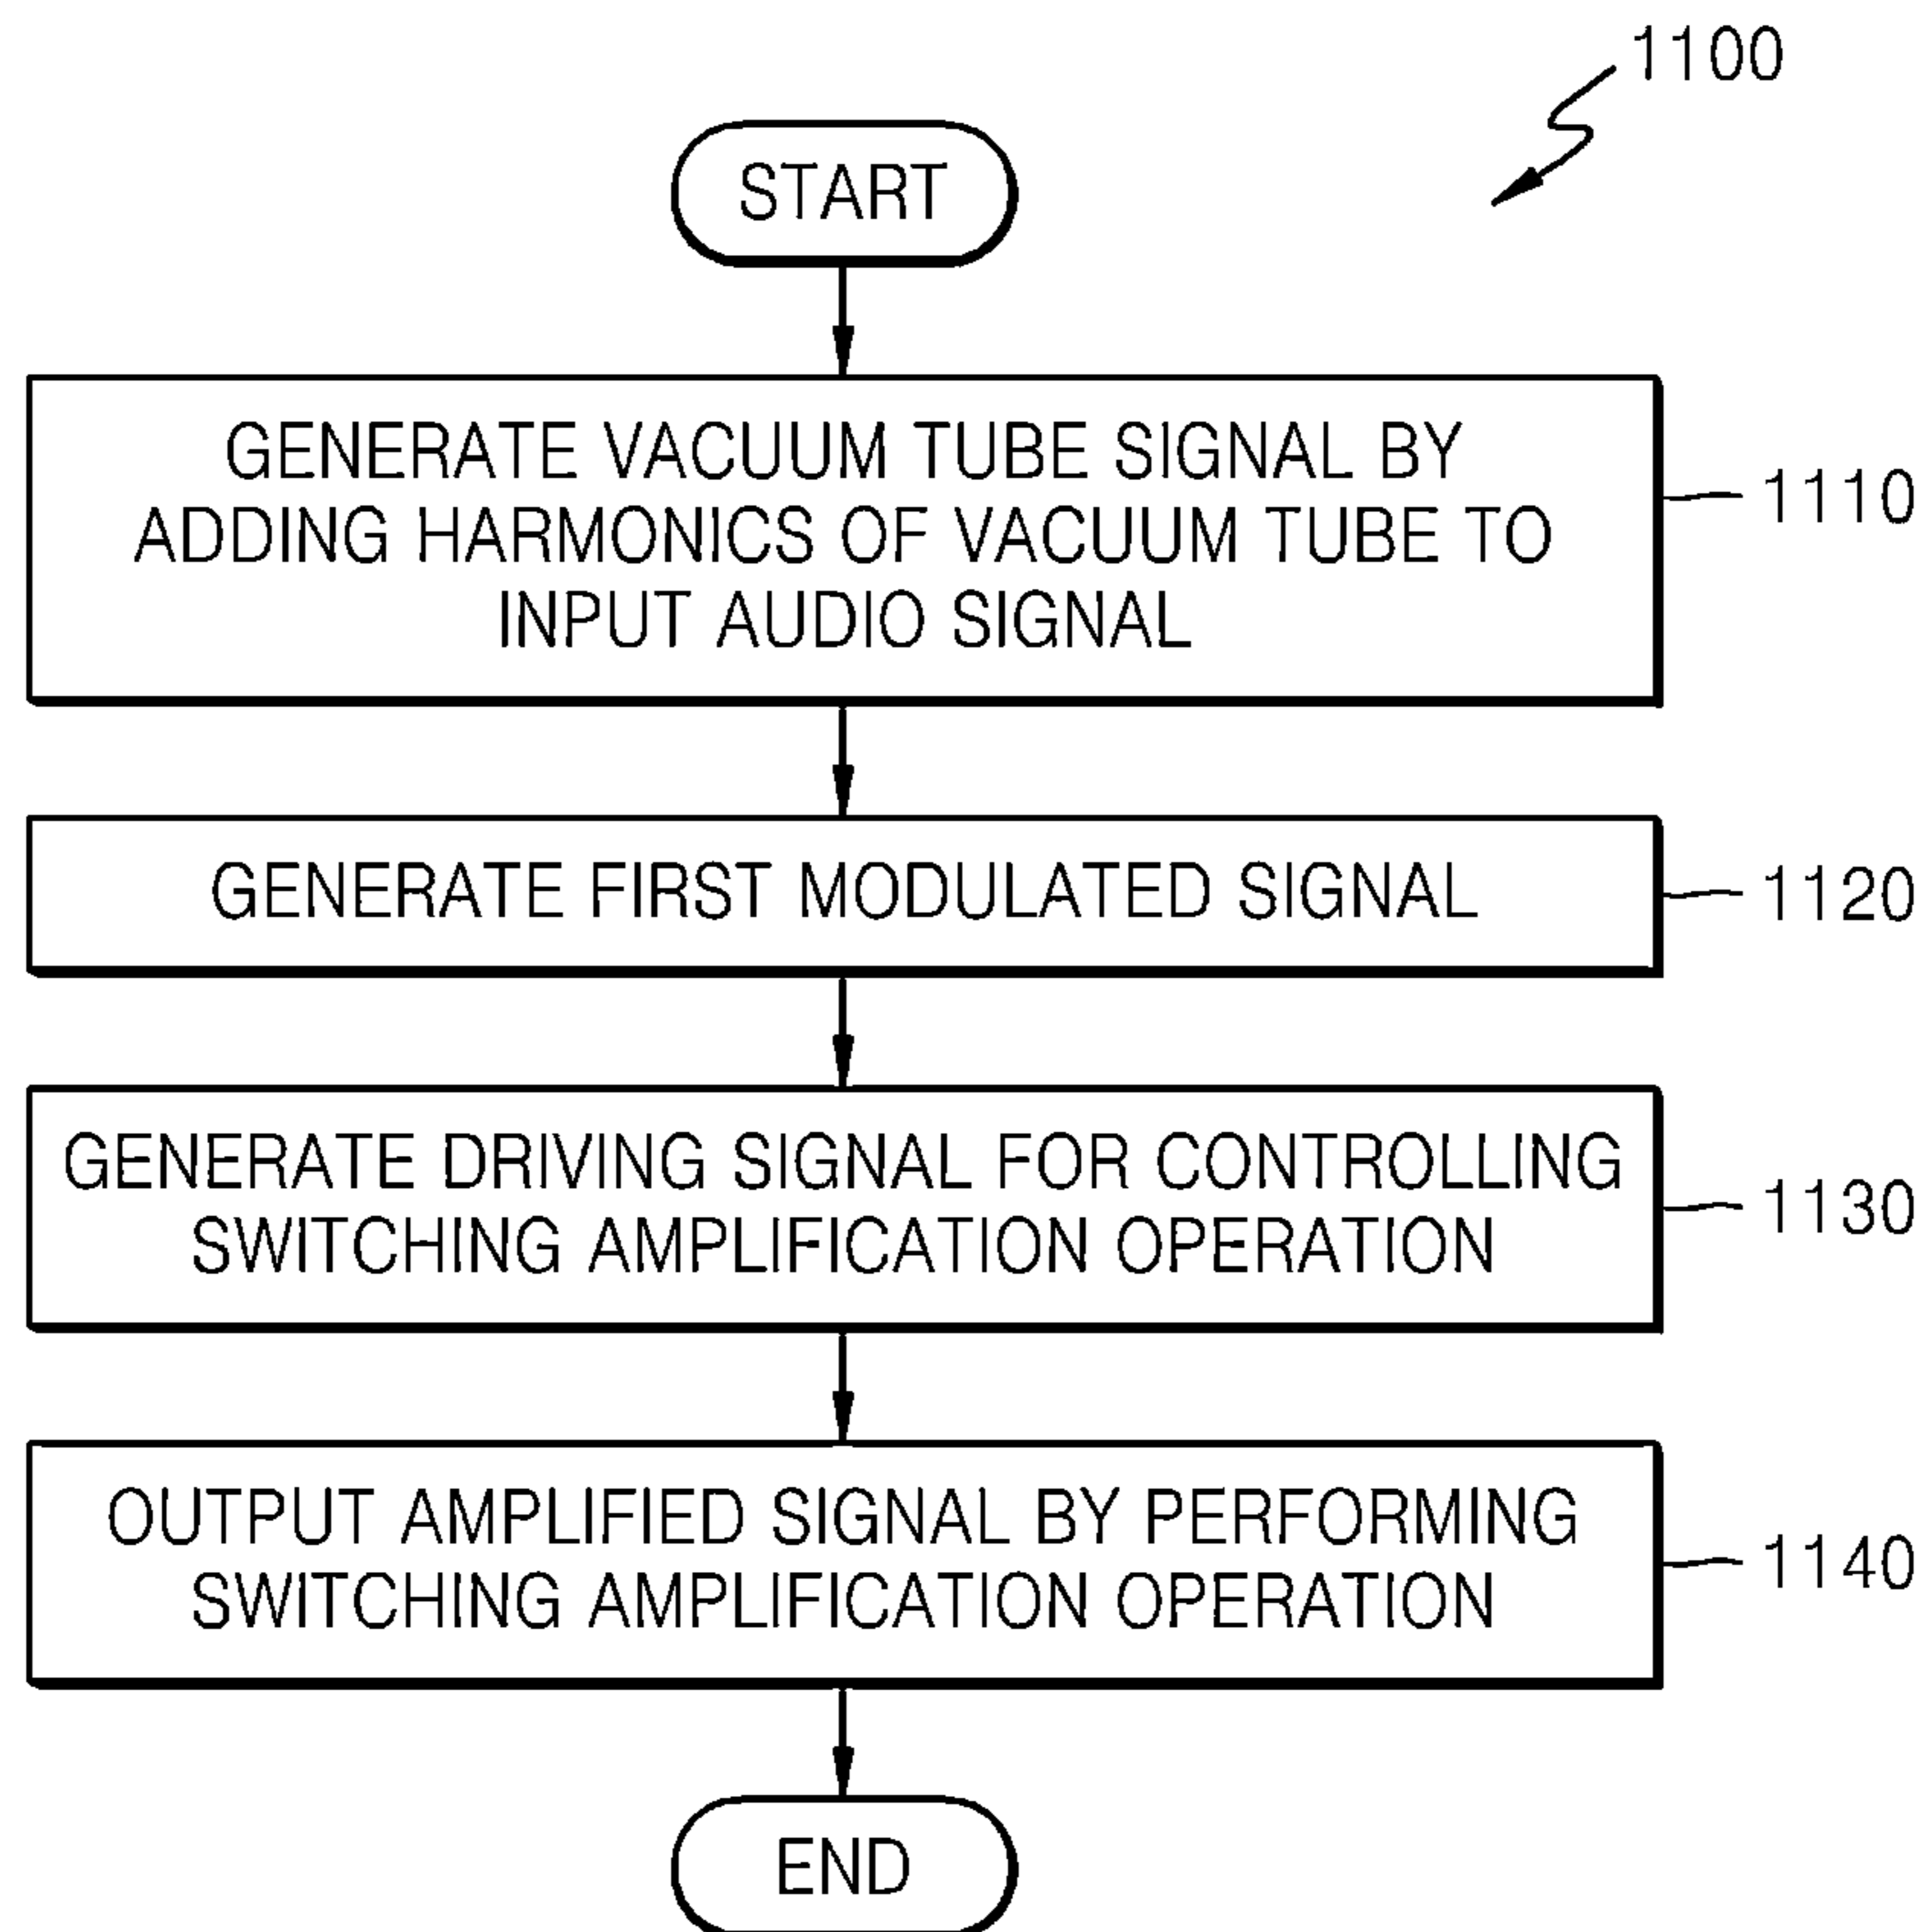 1100
START
GENERATE VACUUM TUBE SIGNAL BY
ADDING HARMONICS OF VACUUM TUBE TO
INPUT AUDIO SIGNAL
1110
GENERATE FIRST MODULATED SIGNAL
1120
GENERATE DRIVING SIGNAL FOR CONTROLLING
SWITCHING AMPLIFICATION OPERATION
1130
OUTPUT AMPLIFIED SIGNAL BY PERFORMING
SWITCHING AMPLIFICATION OPERATION
1140
END